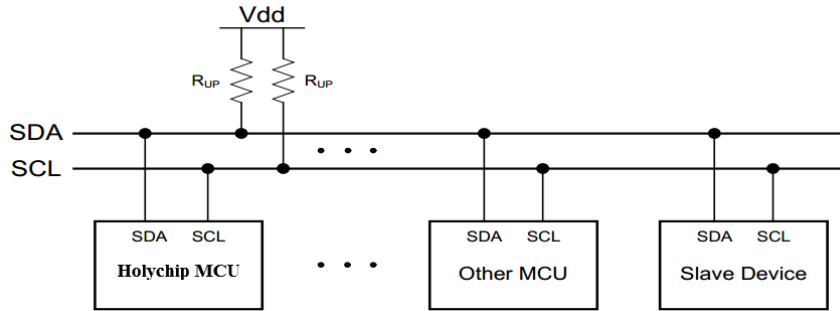 Vdd
RUP RUP
SDA
SCL
SDA SCL SDA SCL SDA SCL
Holychip MCU Other MCU Slave Device